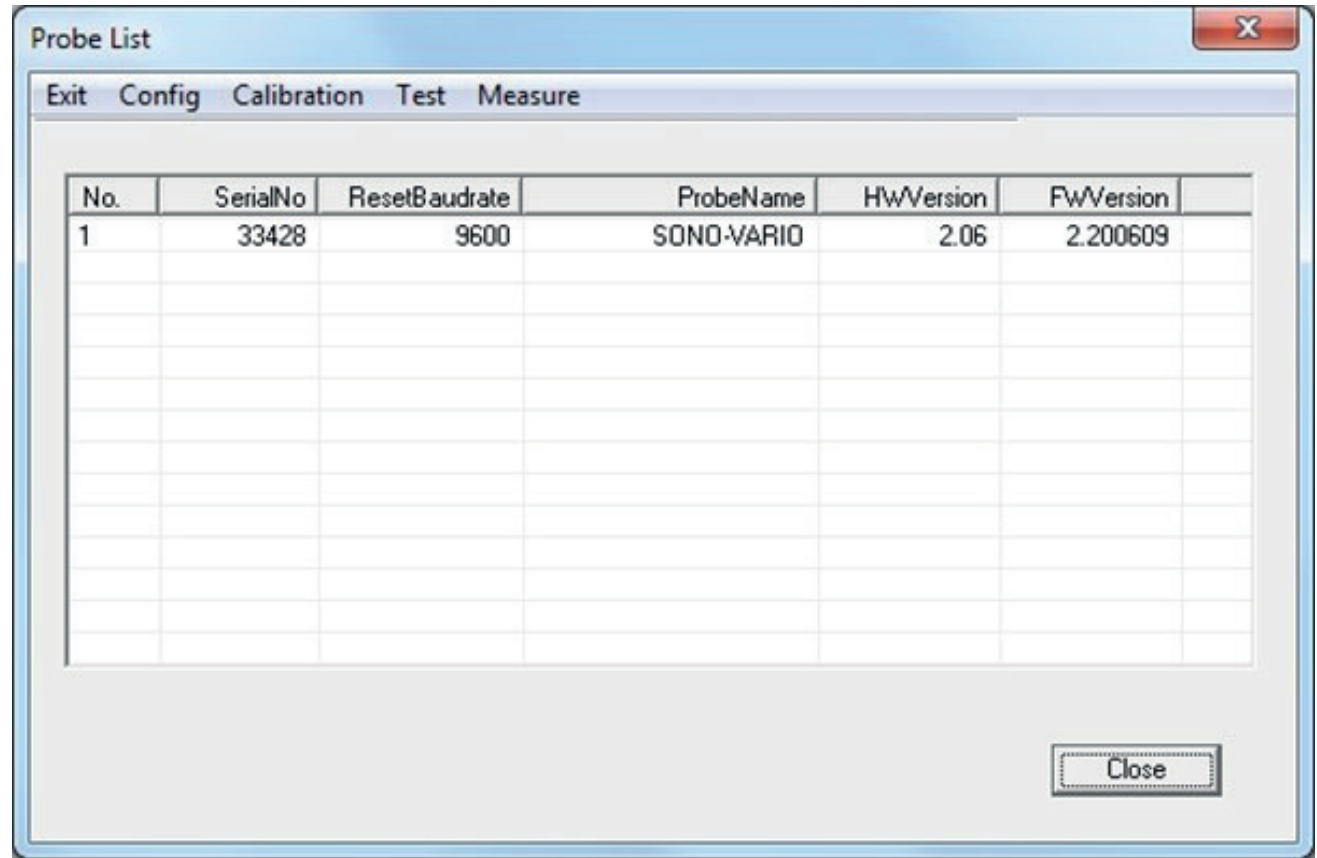 Probe List
Exit Config Calibration Test Measure
No. SerialNo ResetBaudrate ProbeName HWVersion FWVersion
1 33428 9600 SONO-VARIO 2.06 2.200609
Close